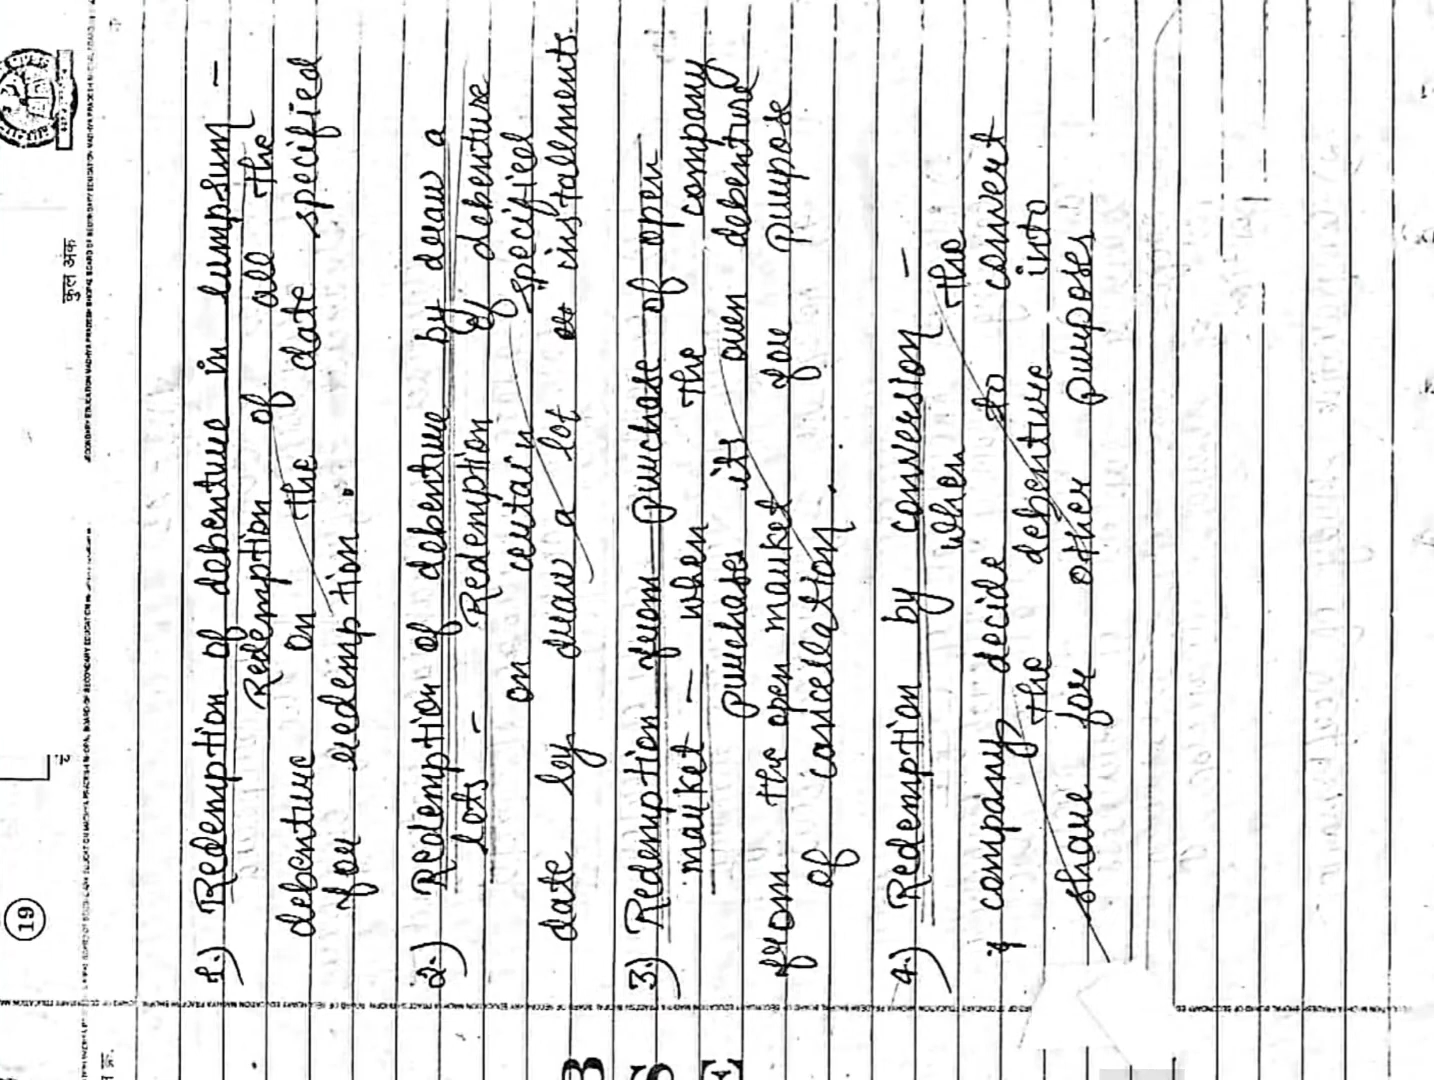 19
कुल अंक
1.) Redemption of debenture in lumpsum -
Redemption of all the
debenture on the date specified
for redemption.
2.) Redemption of debenture by draw a
lots - Redemption of debenture
on certain specified
date by draw a lot or installments.
3.) Redemption from purchase of open
market - when the company
purchases its own debenture
from the open market for purpose
of cancellation.
4.) Redemption by conversion -
when the
company decide to convert
the debenture into
share for other purposes
B
S
E